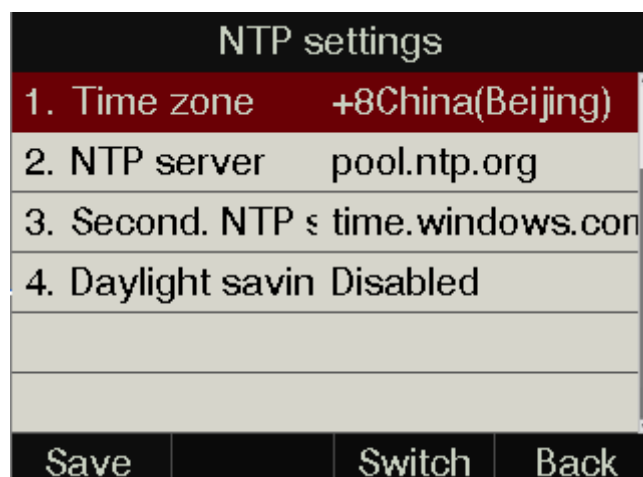 NTP settings
1. Time zone +8China(Beijing)
2. NTP server pool.ntp.org
3. Second. NTP s time.windows.con
4. Daylight savin Disabled
Save Switch Back